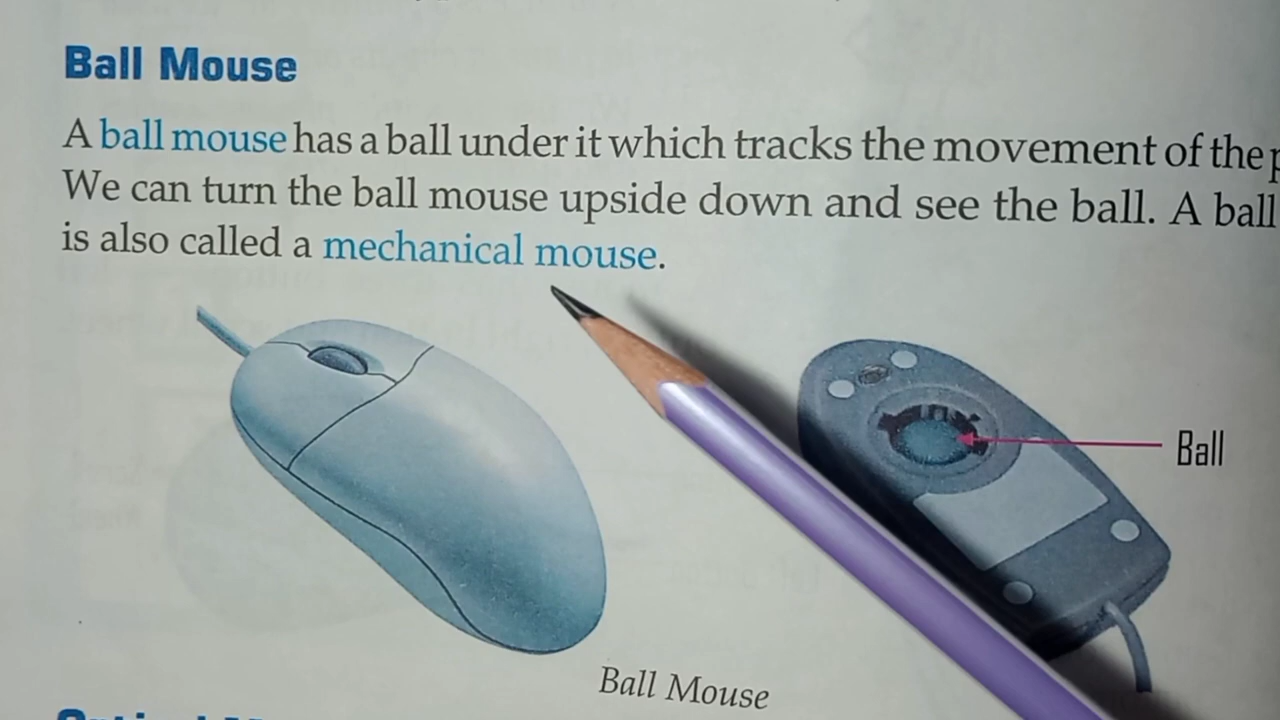 Ball Mouse
A ball mouse has a ball under it which tracks the movement of the
We can turn the ball mouse upside down and see the ball. A ball
is also called a mechanical mouse.
Ball
Ball Mouse